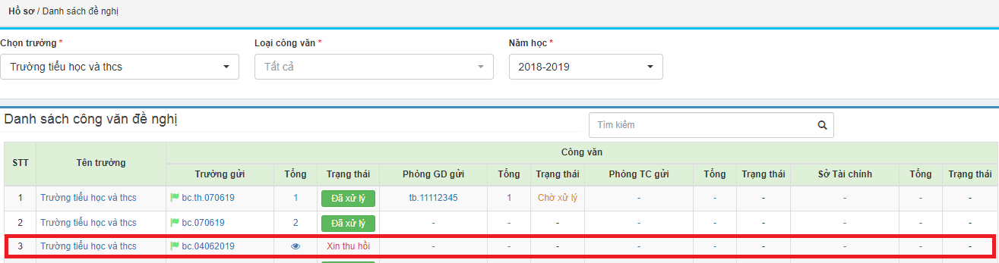 Hồ sơ / Danh sách đề nghị
Chọn trường * Loại công văn * Năm học *
Trường tiểu học và thcs Tất cả 2018-2019
Danh sách công văn đề nghị Tìm kiếm
STT Tên trường Công văn
Trường gửi Tổng Trạng thái Phòng GD gửi Tổng Trạng thái Phòng TC gửi Tổng Trạng thái Sở Tài chính Tổng Trạng thái
1 Trường tiểu học và thcs bc.th.070619 1 Đã xử lý tb.11112345 1 Chờ xử lý - - - - - -
2 Trường tiểu học và thcs bc.070619 2 Đã xử lý - - - - - - - - -
3 Trường tiểu học và thcs bc.04062019 Xin thu hồi - - - - - - - - -